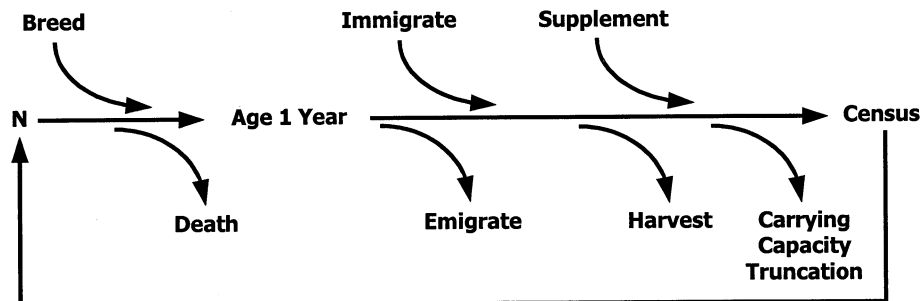 Breed
Immigrate
Supplement
N
Age 1 Year
Census
Death
Emigrate
Harvest
Carrying
Capacity
Truncation